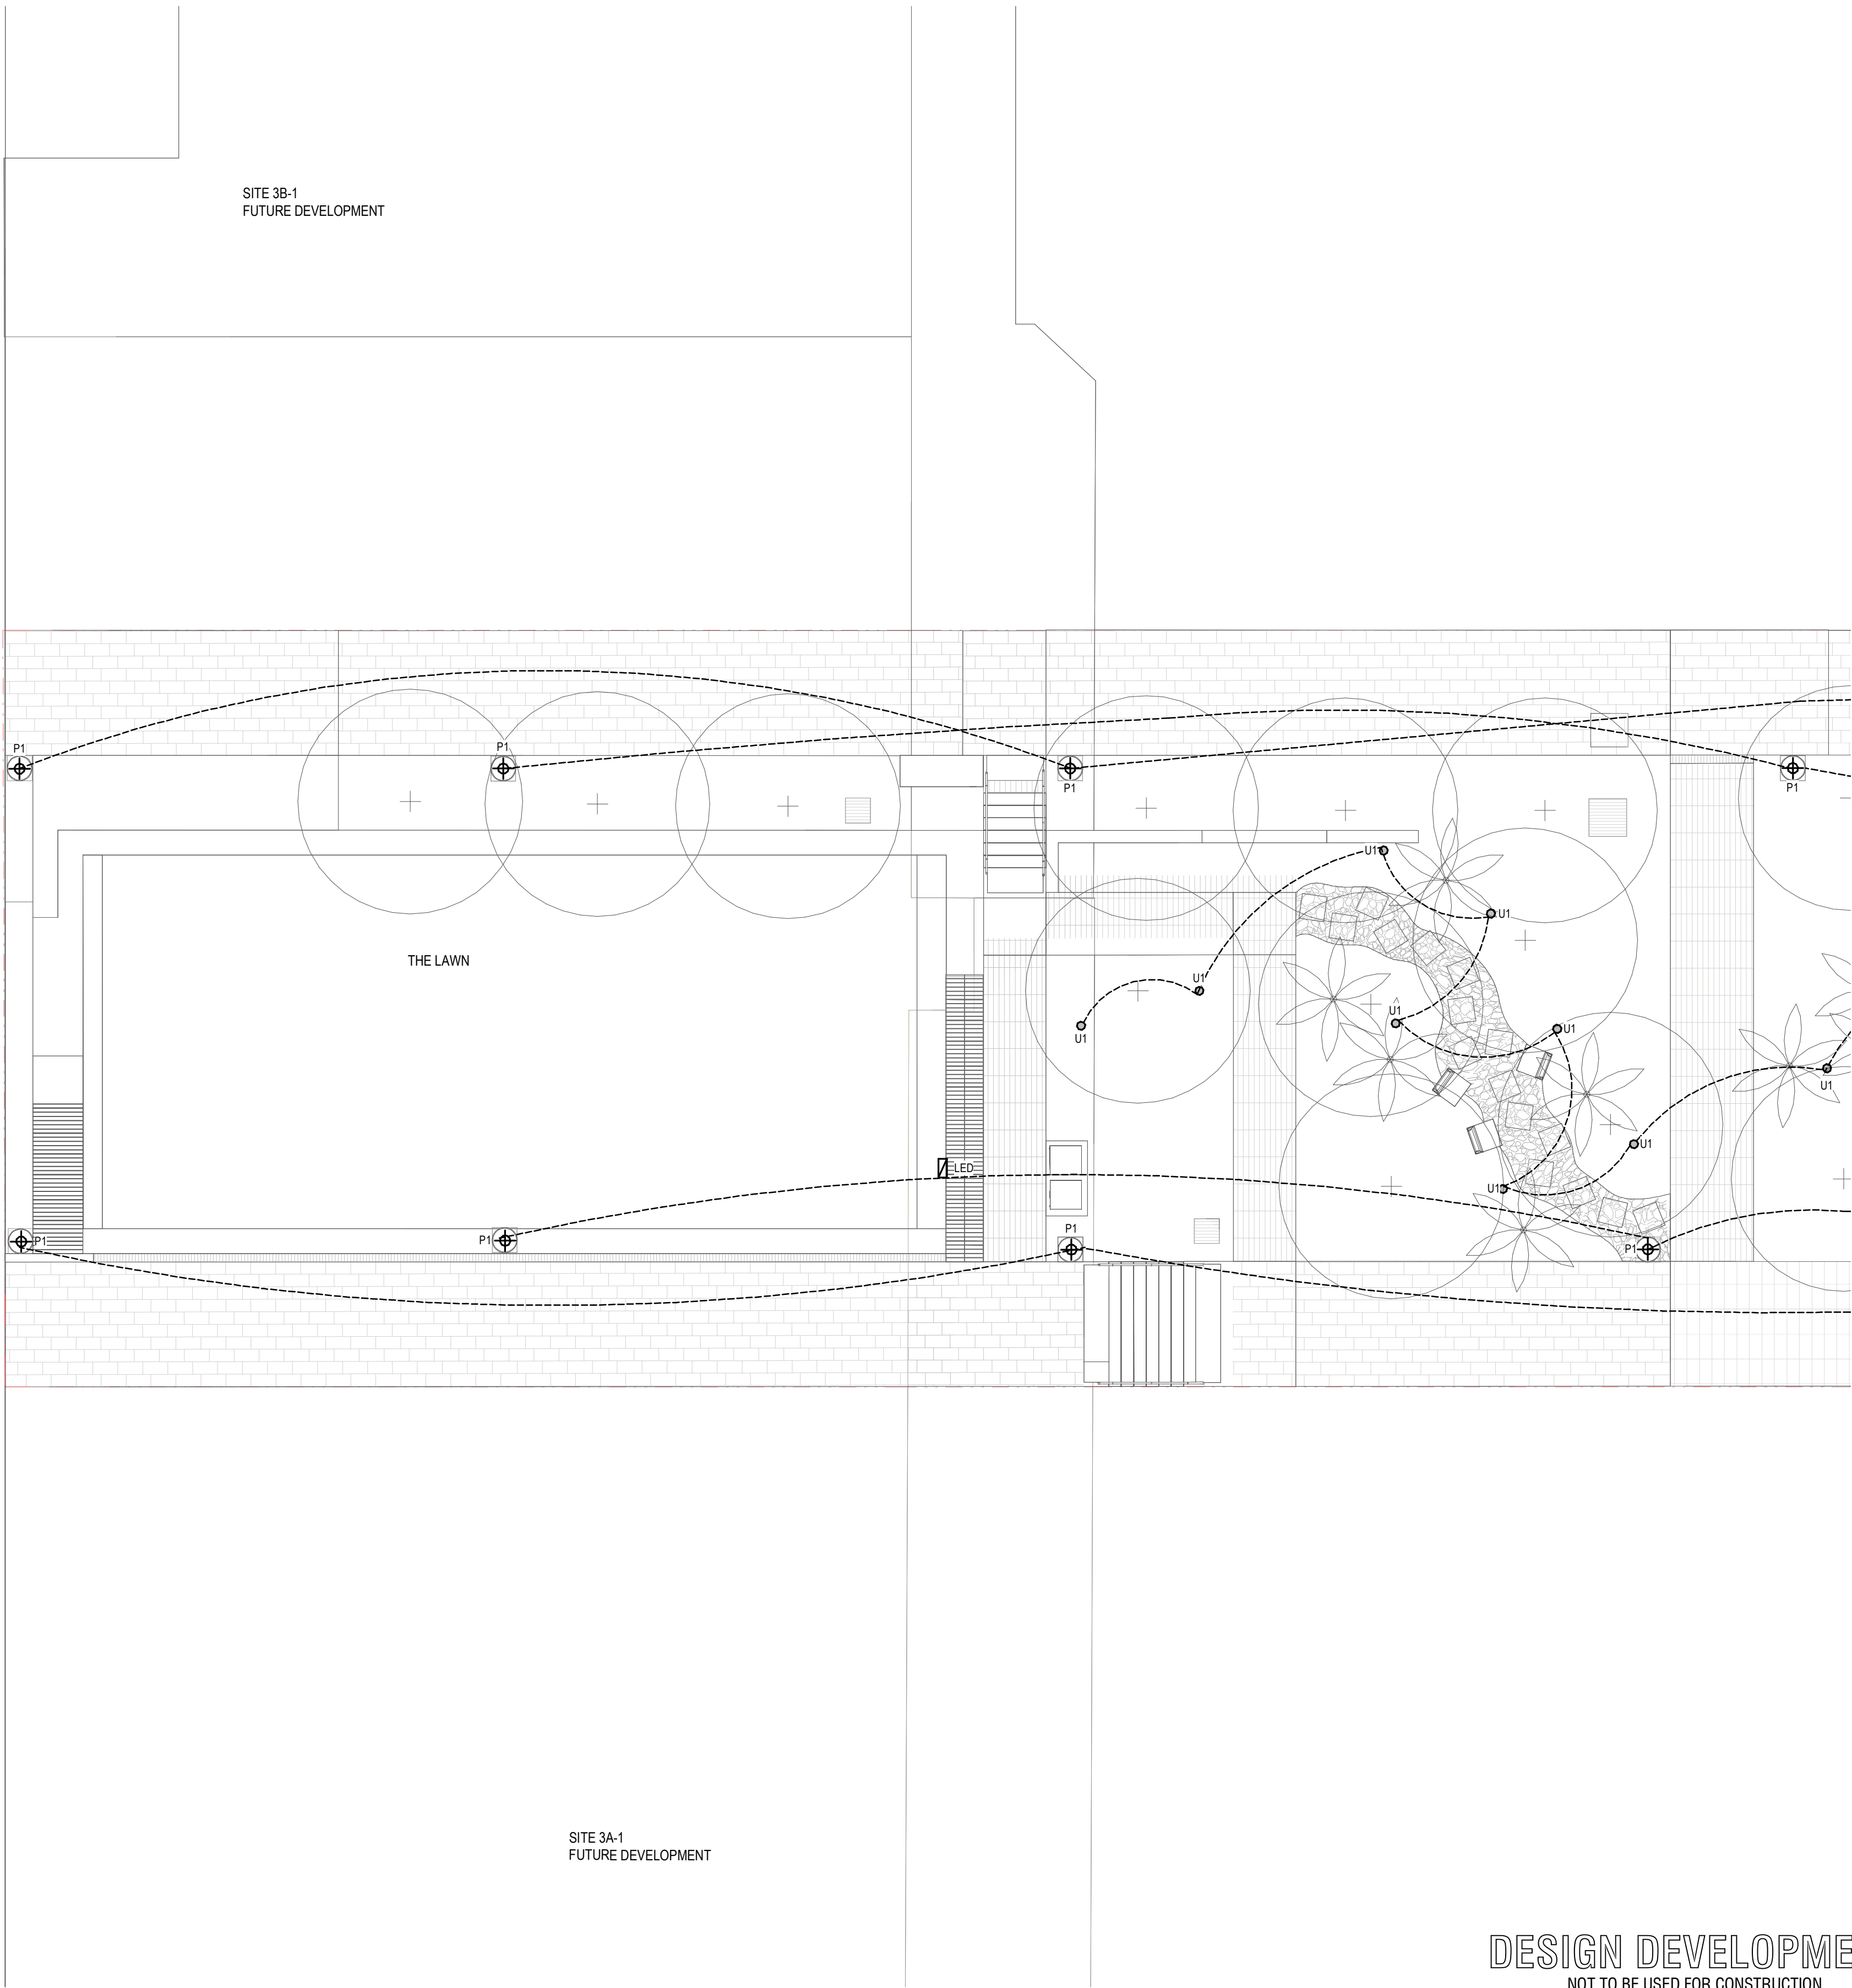 SITE 3B-1
FUTURE DEVELOPMENT
P1
P1
P1
P1
U1
U1
THE LAWN
U1
U1
U1
U1
U1
U1
LED
U1
U1
P1
P1
P1
P1
SITE 3A-1
FUTURE DEVELOPMENT
DESIGN DEVELOPME
NOT TO BE USED FOR CONSTRUCTION